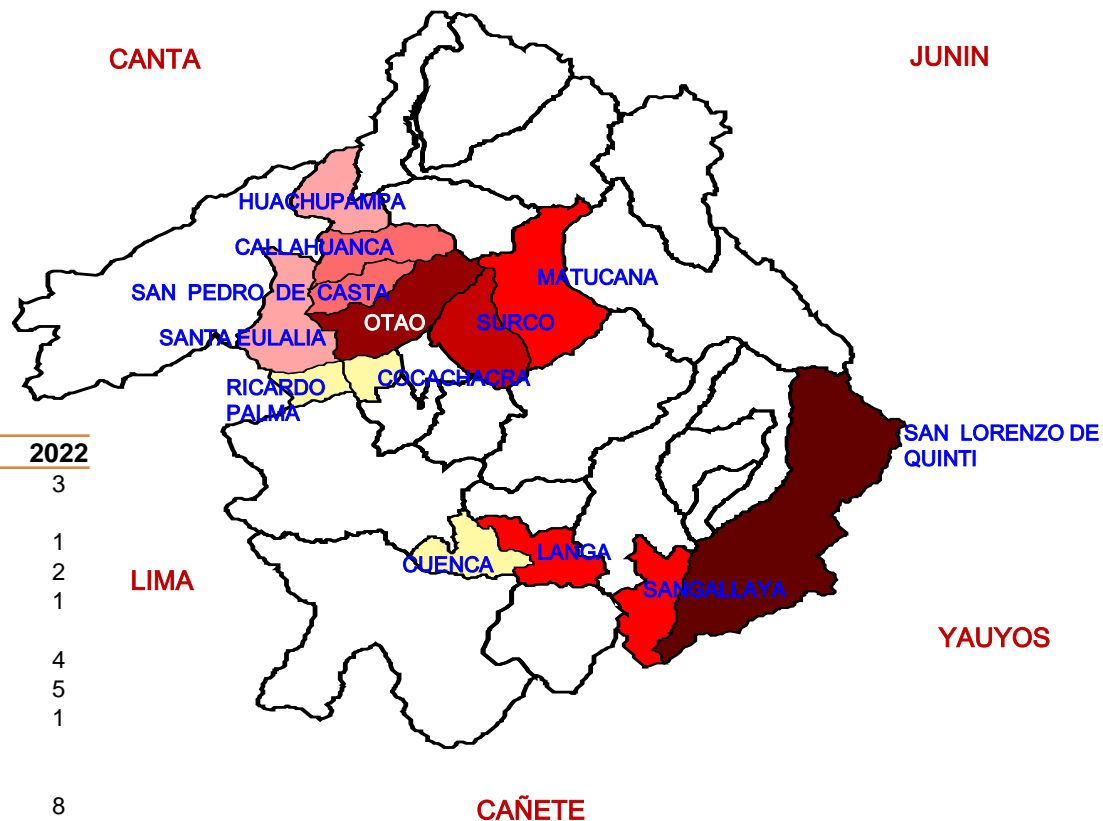 CANTA
JUNIN
HUACHUPAMPA
CALLAHUANCA
MATUCANA
SAN PEDRO DE CASTA
OTAO
SURCO
SANTA EULALIA
COCACHACRA
RICARDO
PALMA
SAN LORENZO DE
QUINTI
2022
3
1
2
1
4
5
1
8
LANGA
CUENCA
LIMA
SANGALLAYA
YAUYOS
CAÑETE